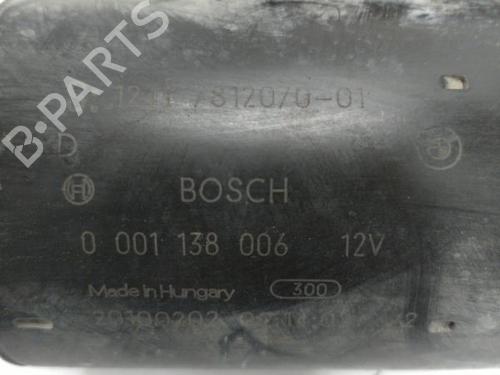 B-PARTS
7812070-01
D
BOSCH
0 001 138 006 12V
Made in Hungary 300